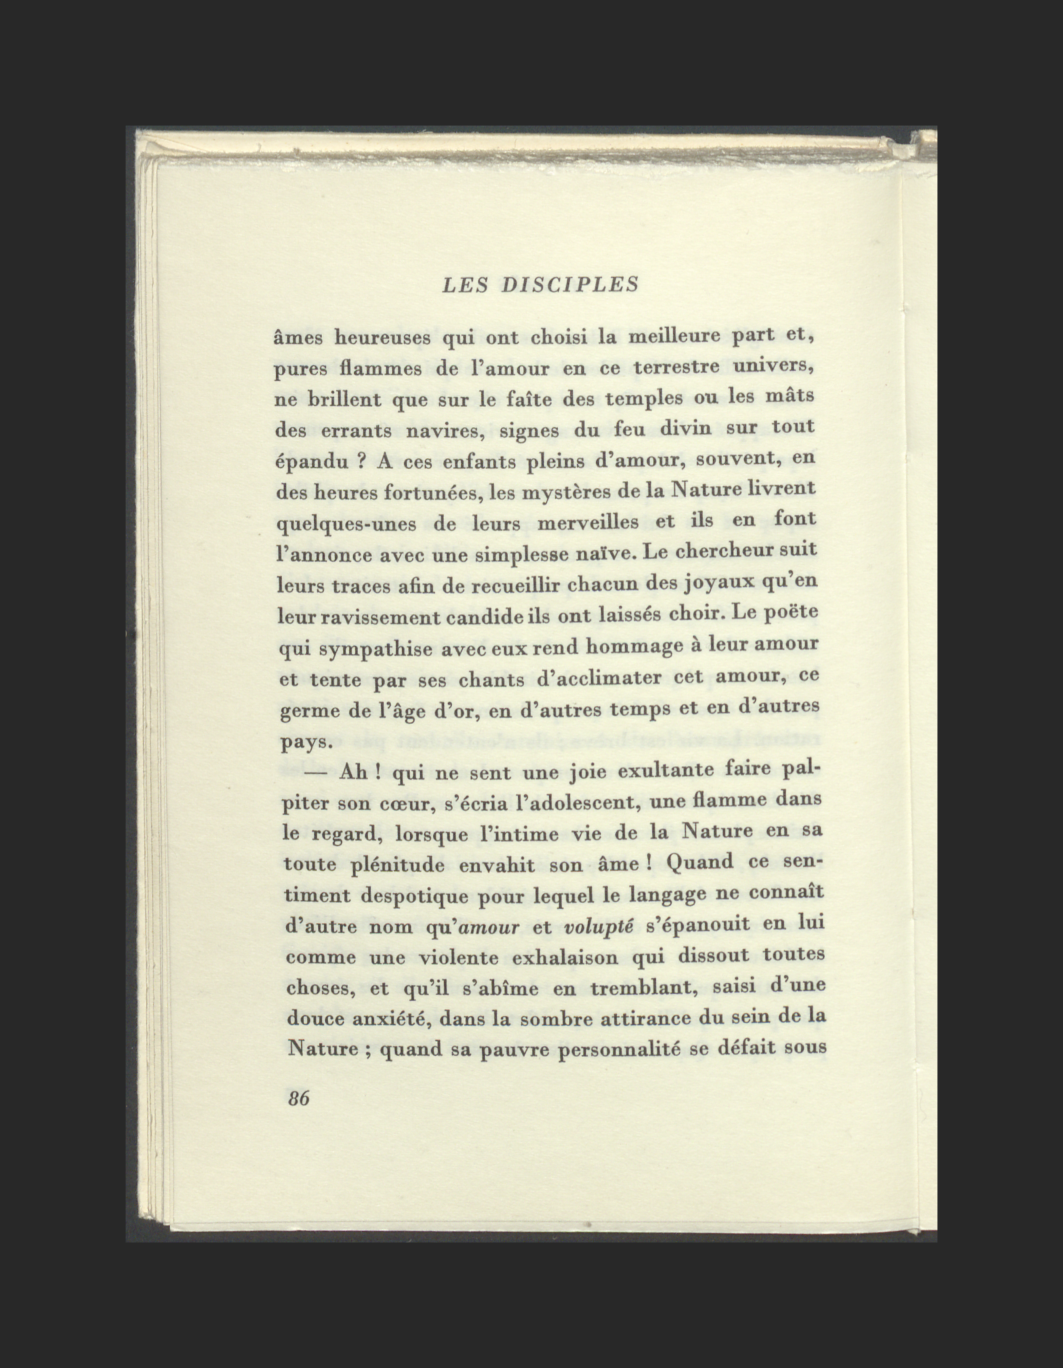 LES DISCIPLES
âmes heureuses qui ont choisi la meilleure part et,
pures flammes de l'amour en ce terrestre univers,
ne brillent que sur le faîte des temples ou les mâts
des errants navires, signes du feu divin sur tout
épandu ? A ces enfants pleins d'amour, souvent, en
des heures fortunées, les mystères de la Nature livrent
quelques-unes de leurs merveilles et ils en font
l'annonce avec une simplesse naïve. Le chercheur suit
leurs traces afin de recueillir chacun des joyaux qu'en
leur ravissement candide ils ont laissés choir. Le poëte
qui sympathise avec eux rend hommage à leur amour
et tente par ses chants d'acclimater cet amour, ce
germe de l'âge d'or, en d'autres temps et en d'autres
pays.
— Ah ! qui ne sent une joie exultante faire pal-
piter son cœur, s'écria l'adolescent, une flamme dans
le regard, lorsque l'intime vie de la Nature en sa
toute plénitude envahit son âme ! Quand ce sen-
timent despotique pour lequel le langage ne connaît
d'autre nom qu'amour et volupté s'épanouit en lui
comme une violente exhalaison qui dissout toutes
choses, et qu'il s'abîme en tremblant, saisi d'une
douce anxiété, dans la sombre attirance du sein de la
Nature ; quand sa pauvre personnalité se défait sous
86